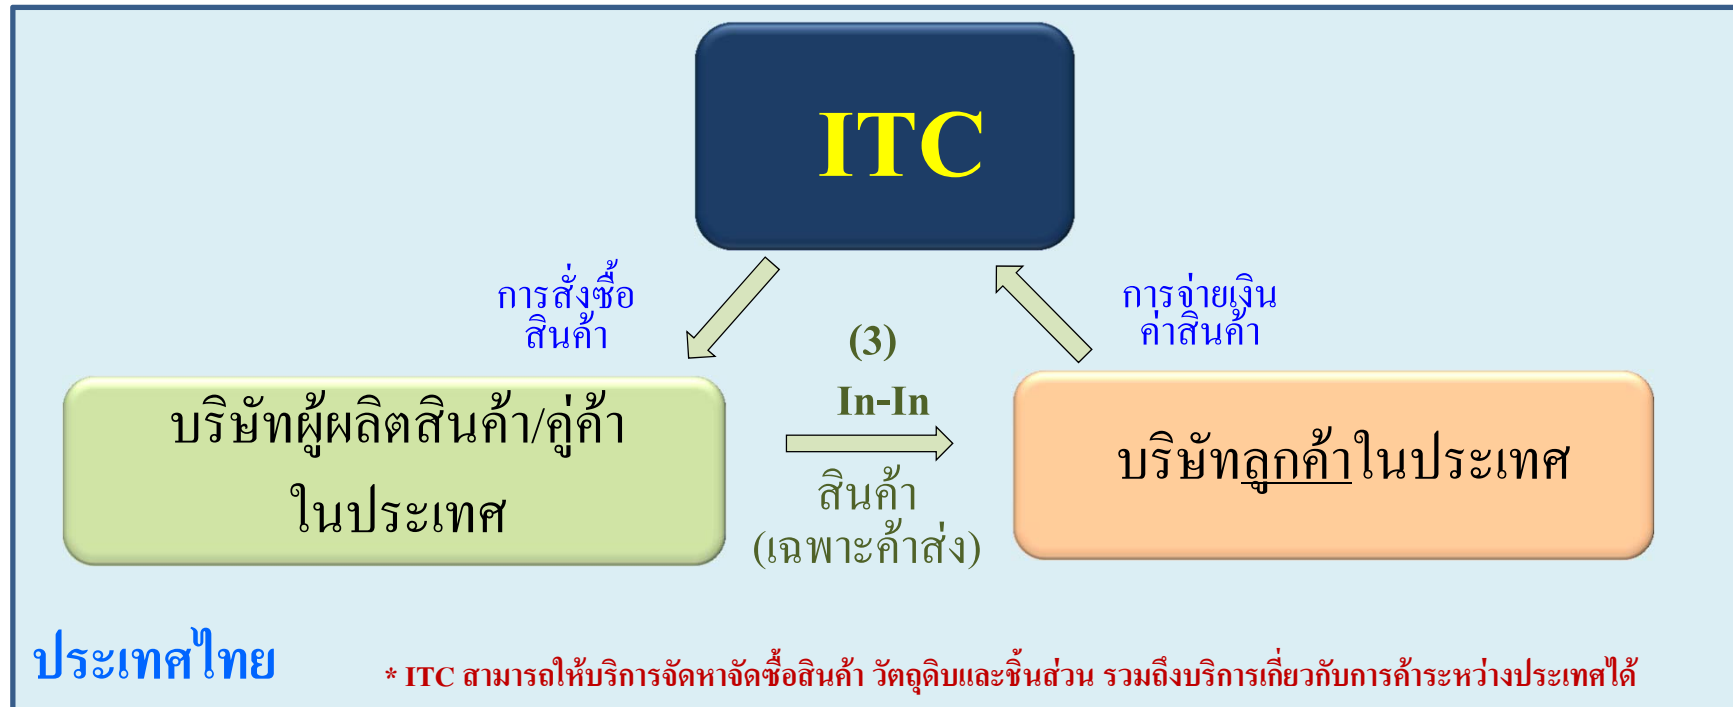 ITC
การสั่งซื้อ
สินค้า
การจ่ายเงิน
ค่าสินค้า
(3)
In-In
บริษัทผู้ผลิตสินค้า/คู่ค้า
ในประเทศ
สินค้า
(เฉพาะค้าส่ง)
บริษัทลูกค้าในประเทศ
ประเทศไทย
* ITC สามารถให้บริการจัดหาจัดซื้อสินค้า วัตถุดิบและชิ้นส่วน รวมถึงบริการเกี่ยวกับการค้าระหว่างประเทศได้